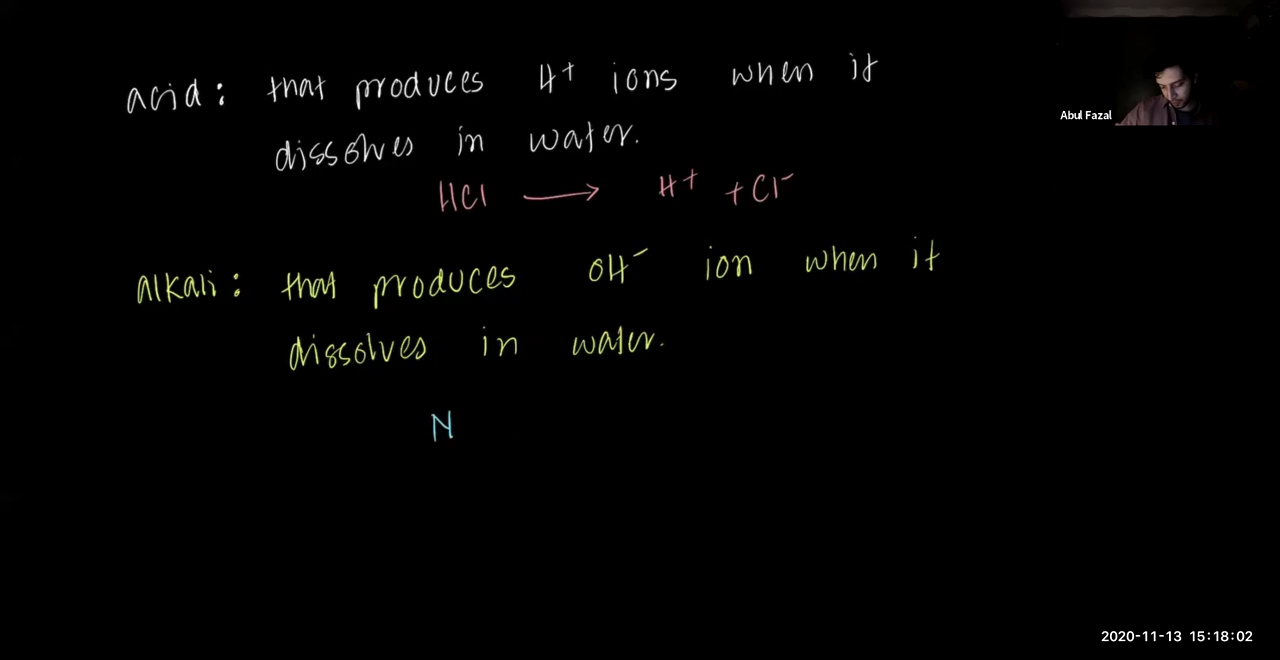 acid: that produces H+ ions when it
dissolves in water.
HCl → H+ + Cl-
alkali: that produces OH- ion when it
dissolves in water.
N
Abul Fazal
2020-11-13 15:18:02